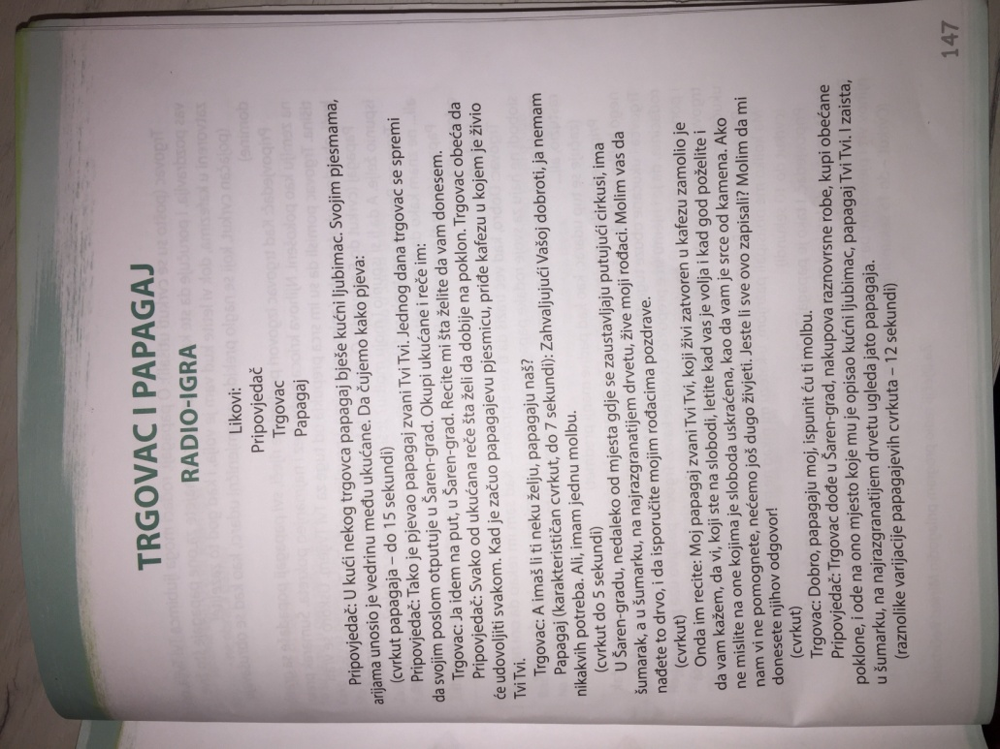 TRGOVAC I PAPAGAJ
RADIO-IGRA
Likovi:
Pripovjedač
Trgovac
Papagaj
Pripovjedač: U kući nekog trgovca papagaj bješe kućni ljubimac. Svojim pjesmama,
arijama unosio je vedrinu među ukućane. Da čujemo kako pjeva:
(cvrkut papagaja – do 15 sekundi)
Pripovjedač: Tako je pjevao papagaj zvani Tvi Tvi. Jednog dana trgovac se spremi
da svojim poslom otputuje u Šaren-grad. Okupi ukućane i reče im:
Trgovac: Ja idem na put, u Šaren-grad. Recite mi šta želite da vam donesem.
Pripovjedač: Svako od ukućana reče šta želi da dobije na poklon. Trgovac obeća da
će udovoljiti svakom. Kad je začuo papagajevu pjesmicu, priđe kafezu u kojem je živio
Tvi Tvi.
Trgovac: A imaš li ti neku želju, papagaju naš?
Papagaj (karakterističan cvrkut, do 7 sekundi): Zahvaljujući Vašoj dobroti, ja nemam
nikakvih potreba. Ali, imam jednu molbu.
(cvrkut do 5 sekundi)
U Šaren-gradu, nedaleko od mjesta gdje se zaustavljaju putujući cirkusi, ima
šumarak, a u šumarku, na najrazgranatijem drvetu, žive moji rođaci. Molim vas da
nađete to drvo, i da isporučite mojim rođacima pozdrave.
(cvrkut)
Onda im recite: Moj papagaj zvani Tvi Tvi, koji živi zatvoren u kafezu zamolio je
da vam kažem, da vi, koji ste na slobodi, letite kad vas je volja i kad god poželite i
ne mislite na one kojima je sloboda uskraćena, kao da vam je srce od kamena. Ako
nam vi ne pomognete, nećemo još dugo živjeti. Jeste li sve ovo zapisali? Molim da mi
donesete njihov odgovor!
(cvrkut)
Trgovac: Dobro, papagaju moj, ispunit ću ti molbu.
Pripovjedač: Trgovac dođe u Šaren-grad, nakupova raznovrsne robe, kupi obećane
poklone, i ode na ono mjesto koje mu je opisao kućni ljubimac, papagaj Tvi Tvi. I zaista,
u šumarku, na najrazgranatijem drvetu ugleda jato papagaja.
(raznolike varijacije papagajevih cvrkuta – 12 sekundi)
147